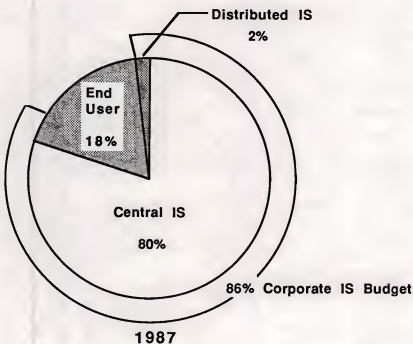 Distributed IS
2%
End
User
18%
Central IS
80%
86% Corporate IS Budget
1987